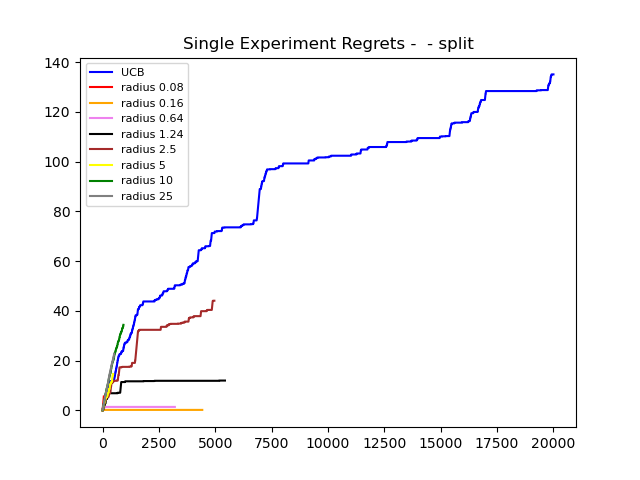 Single Experiment Regrets -  - split
140
120
100
80
60
40
20
0
UCB
radius 0.08
radius 0.16
radius 0.64
radius 1.24
radius 2.5
radius 5
radius 10
radius 25
0 2500 5000 7500 10000 12500 15000 17500 20000